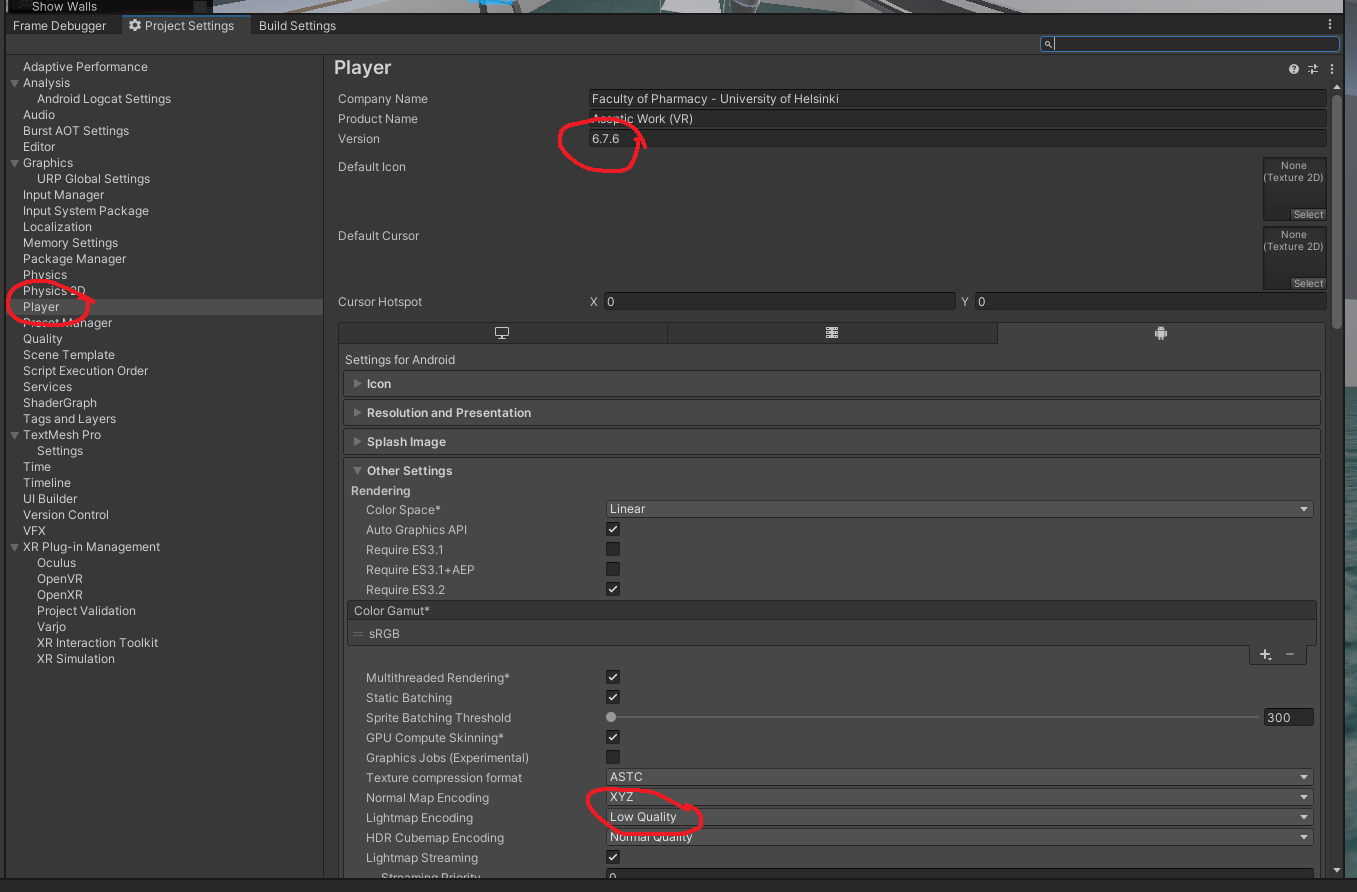 Show Walls
Frame Debugger
Project Settings
Build Settings
Adaptive Performance
Analysis
Android Logcat Settings
Audio
Burst AOT Settings
Editor
Graphics
URP Global Settings
Input Manager
Input System Package
Localization
Memory Settings
Package Manager
Physics
Physics 2D
Player
Preset Manager
Quality
Scene Template
Script Execution Order
Services
ShaderGraph
Tags and Layers
TextMesh Pro
Settings
Time
Timeline
UI Builder
Version Control
VFX
XR Plug-in Management
Oculus
OpenVR
OpenXR
Project Validation
Varjo
XR Interaction Toolkit
XR Simulation
Player
Company Name Faculty of Pharmacy - University of Helsinki
Product Name Aseptic Work (VR)
Version 6.7.6
Default Icon
None
(Texture 2D)
Select
Default Cursor
None
(Texture 2D)
Select
Cursor Hotspot X 0 Y 0
Settings for Android
Icon
Resolution and Presentation
Splash Image
Other Settings
Rendering
Color Space* Linear
Auto Graphics API
Require ES3.1
Require ES3.1+AEP
Require ES3.2
Color Gamut*
sRGB
Multithreaded Rendering*
Static Batching
Sprite Batching Threshold 300
GPU Compute Skinning*
Graphics Jobs (Experimental)
Texture compression format ASTC
Normal Map Encoding XYZ
Lightmap Encoding Low Quality
HDR Cubemap Encoding Normal Quality
Lightmap Streaming
Streaming Priority 0